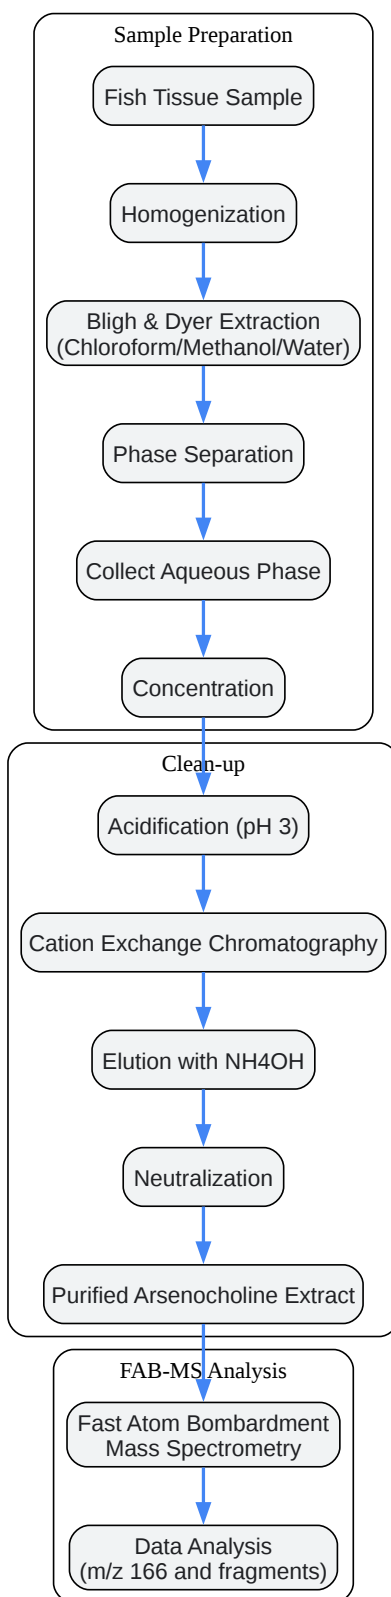 Sample Preparation
Fish Tissue Sample
Homogenization
Bligh & Dyer Extraction
(Chloroform/Methanol/Water)
Phase Separation
Collect Aqueous Phase
Concentration
Clean-up
Acidification (pH 3)
Cation Exchange Chromatography
Elution with NH4OH
Neutralization
Purified Arsenocholine Extract
FAB-MS Analysis
Fast Atom Bombardment
Mass Spectrometry
Data Analysis
(m/z 166 and fragments)